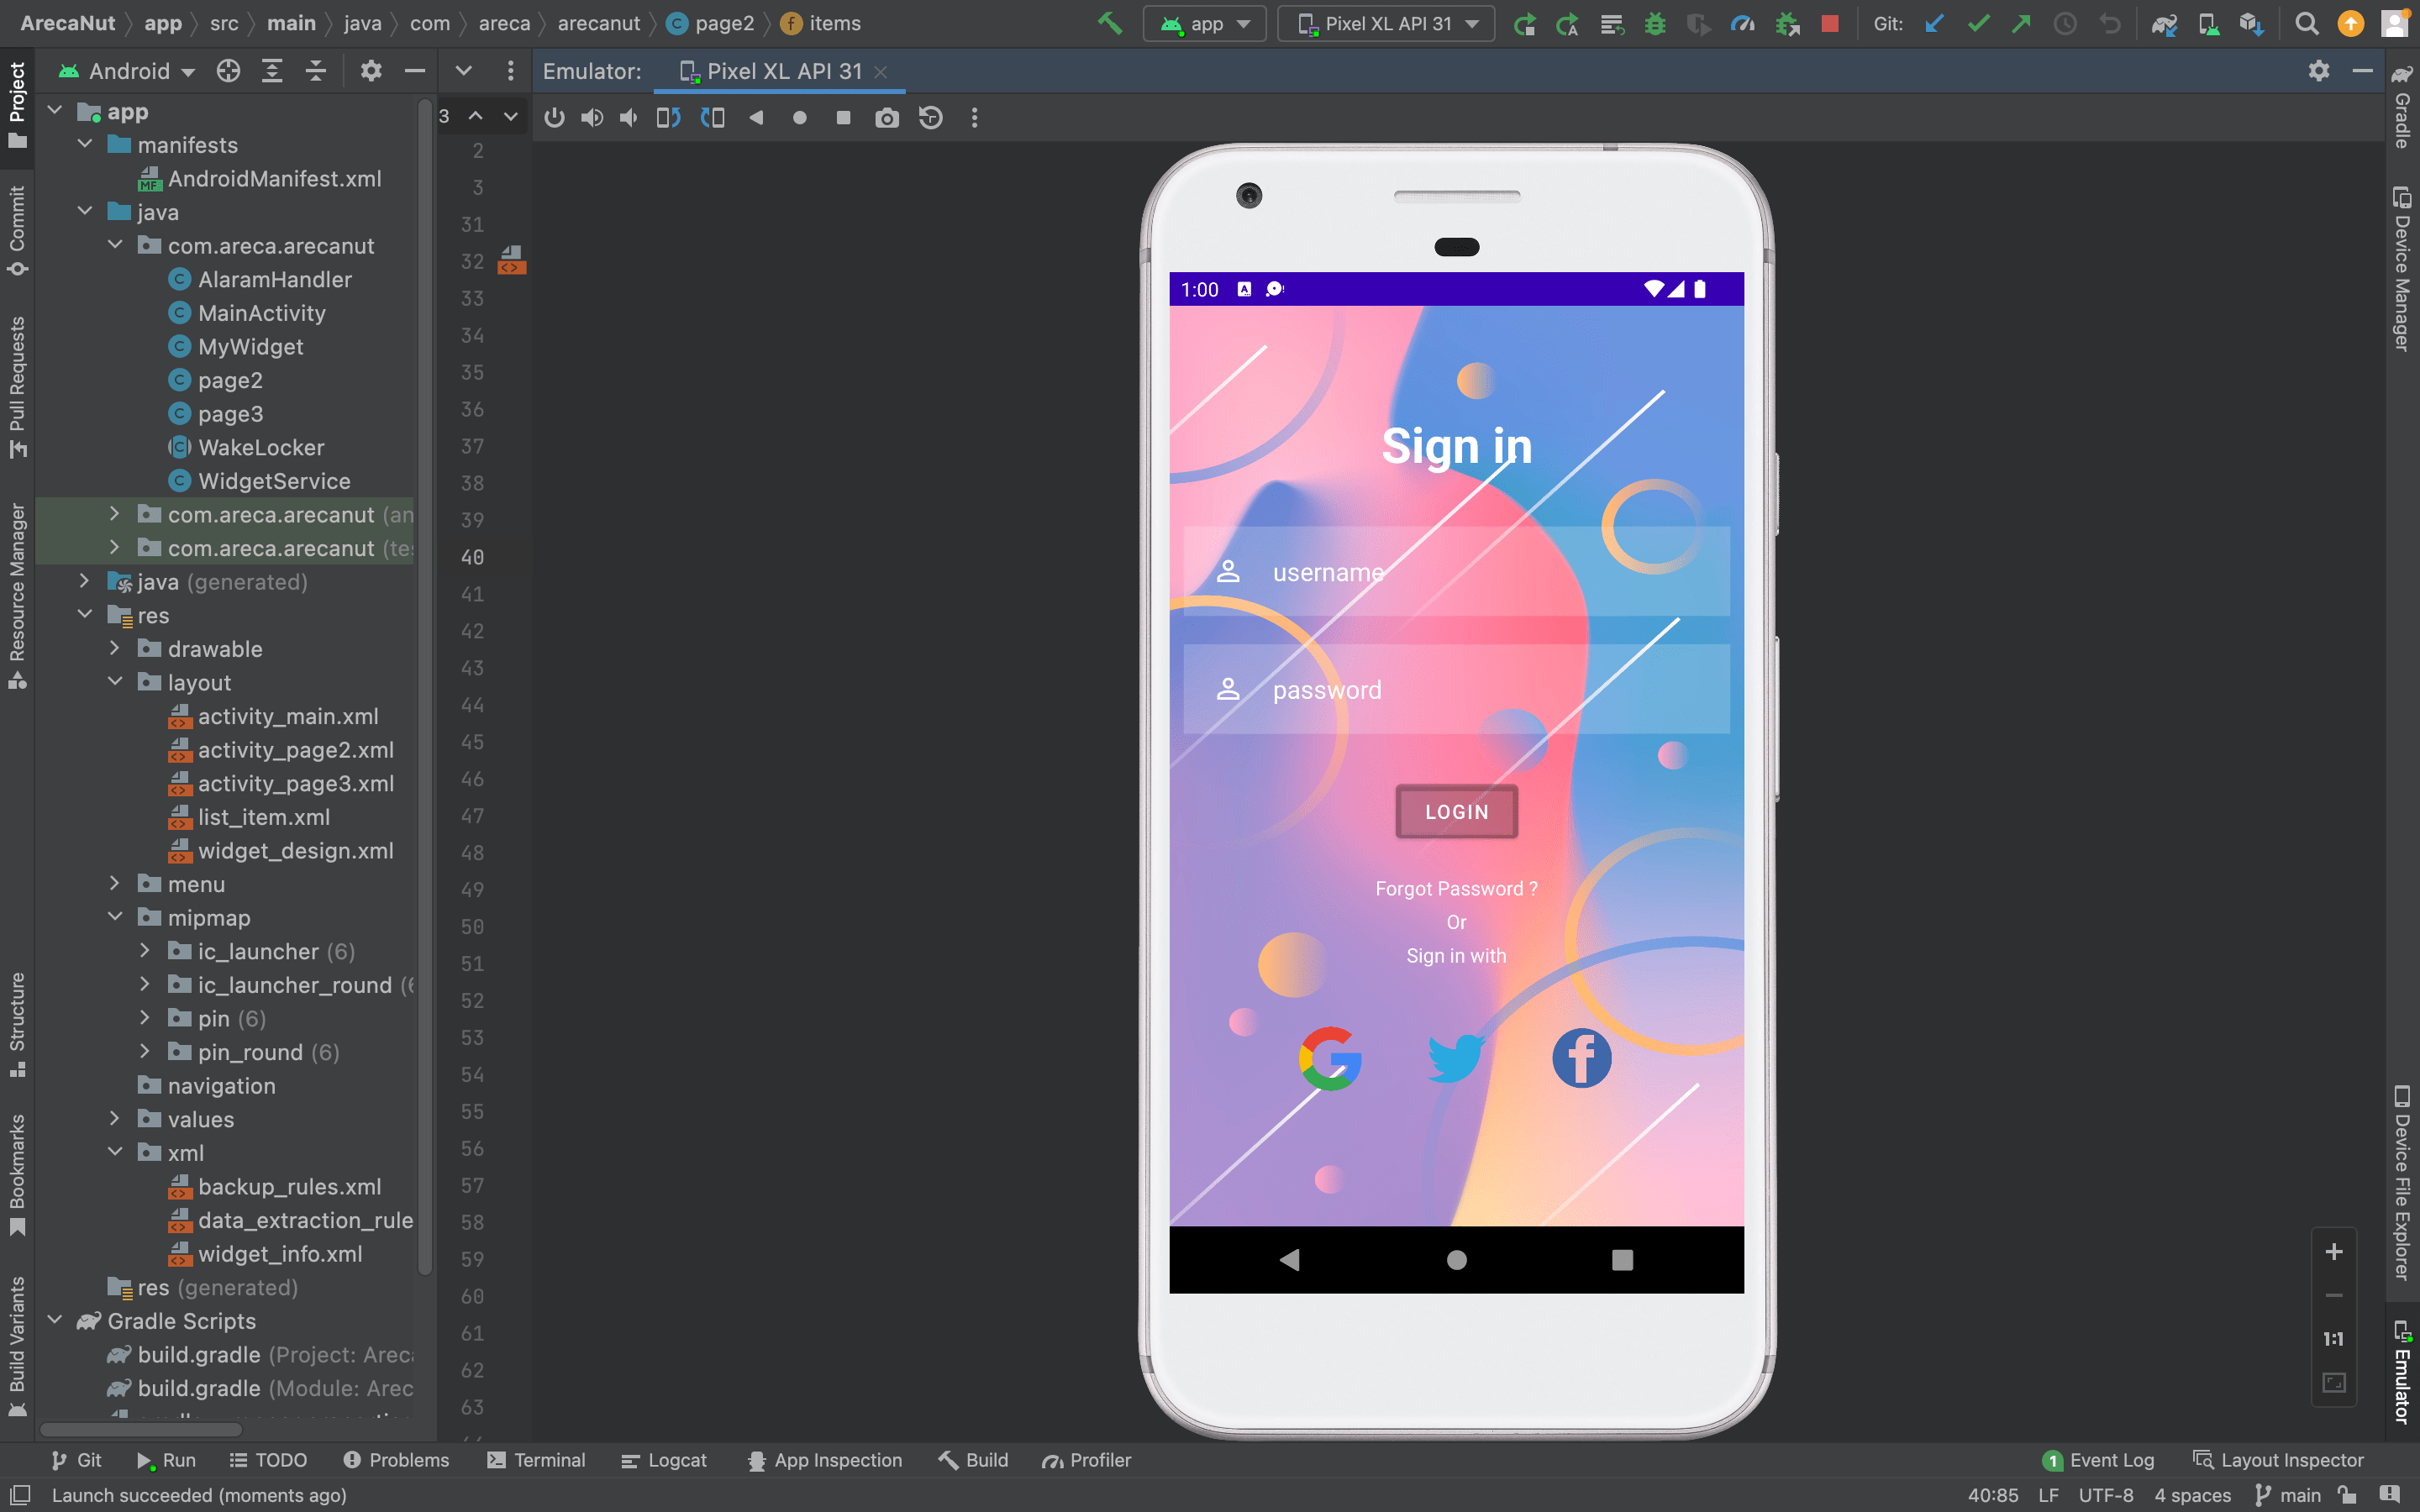 ArecaNut app src main java com areca arecanut page2 items
app Pixel XL API 31 Git:
Android Emulator: Pixel XL API 31
Project
Commit
Pull Requests
Resource Manager
Structure
Bookmarks
Build Variants
app
manifests
AndroidManifest.xml
java
com.areca.arecanut
AlaramHandler
MainActivity
MyWidget
page2
page3
WakeLocker
WidgetService
com.areca.arecanut (an
com.areca.arecanut (tes
java (generated)
res
drawable
layout
activity_main.xml
activity_page2.xml
activity_page3.xml
list_item.xml
widget_design.xml
menu
mipmap
ic_launcher (6)
ic_launcher_round (6
pin (6)
pin_round (6)
navigation
values
xml
backup_rules.xml
data_extraction_rule
widget_info.xml
res (generated)
Gradle Scripts
build.gradle (Project: Areca
build.gradle (Module: Arec
3
2
3
31
32
33
34
35
36
37
38
39
40
41
42
43
44
45
46
47
48
49
50
51
52
53
54
55
56
57
58
59
60
61
62
63
1:00
Sign in
username
password
LOGIN
Forgot Password ?
Or
Sign in with
1:1
Gradle
Device Manager
Device File Explorer
Emulator
Git Run TODO Problems Terminal Logcat App Inspection Build Profiler 1 Event Log Layout Inspector
Launch succeeded (moments ago) 40:85 LF UTF-8 4 spaces main